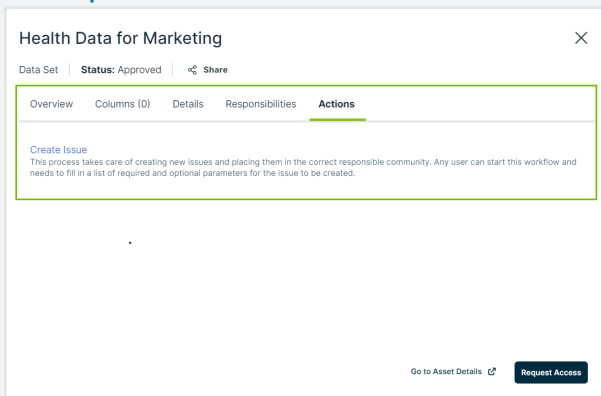 Health Data for Marketing
Data Set Status: Approved Share
Overview Columns (0) Details Responsibilities Actions
Create Issue
This process takes care of creating new issues and placing them in the correct responsible community. Any user can start this workflow and
needs to fill in a list of required and optional parameters for the issue to be created.
Go to Asset Details Request Access